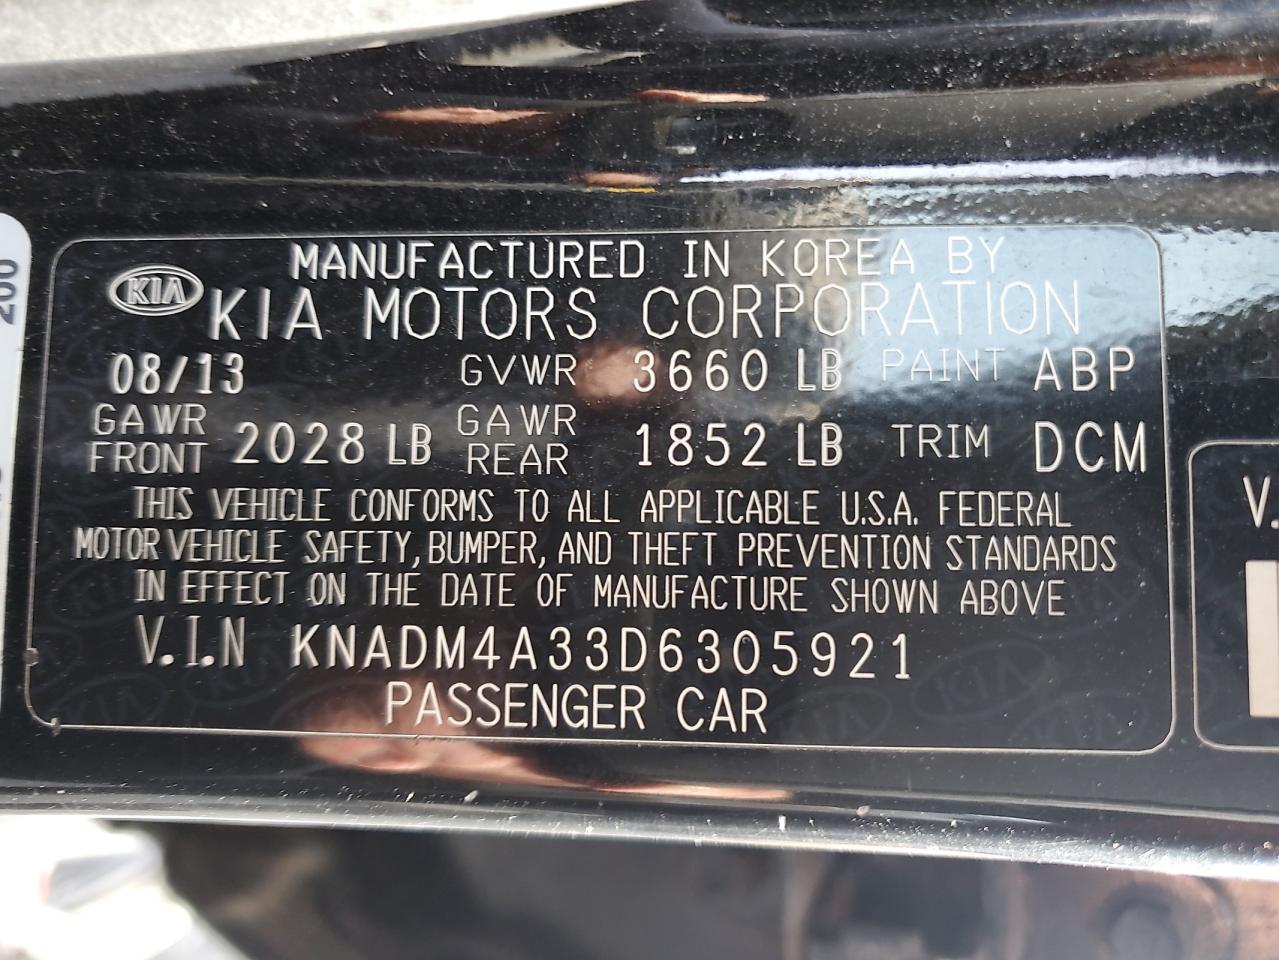 MANUFACTURED IN KOREA BY
KIA
KIA MOTORS CORPORATION
08/13 GVWR 3660 LB PAINT ABP
GAWR FRONT 2028 LB GAWR REAR 1852 LB TRIM DCM
THIS VEHICLE CONFORMS TO ALL APPLICABLE U.S.A. FEDERAL
MOTOR VEHICLE SAFETY, BUMPER, AND THEFT PREVENTION STANDARDS
IN EFFECT ON THE DATE OF MANUFACTURE SHOWN ABOVE
V.I.N KNADM4A33D6305921
PASSENGER CAR
200
V.